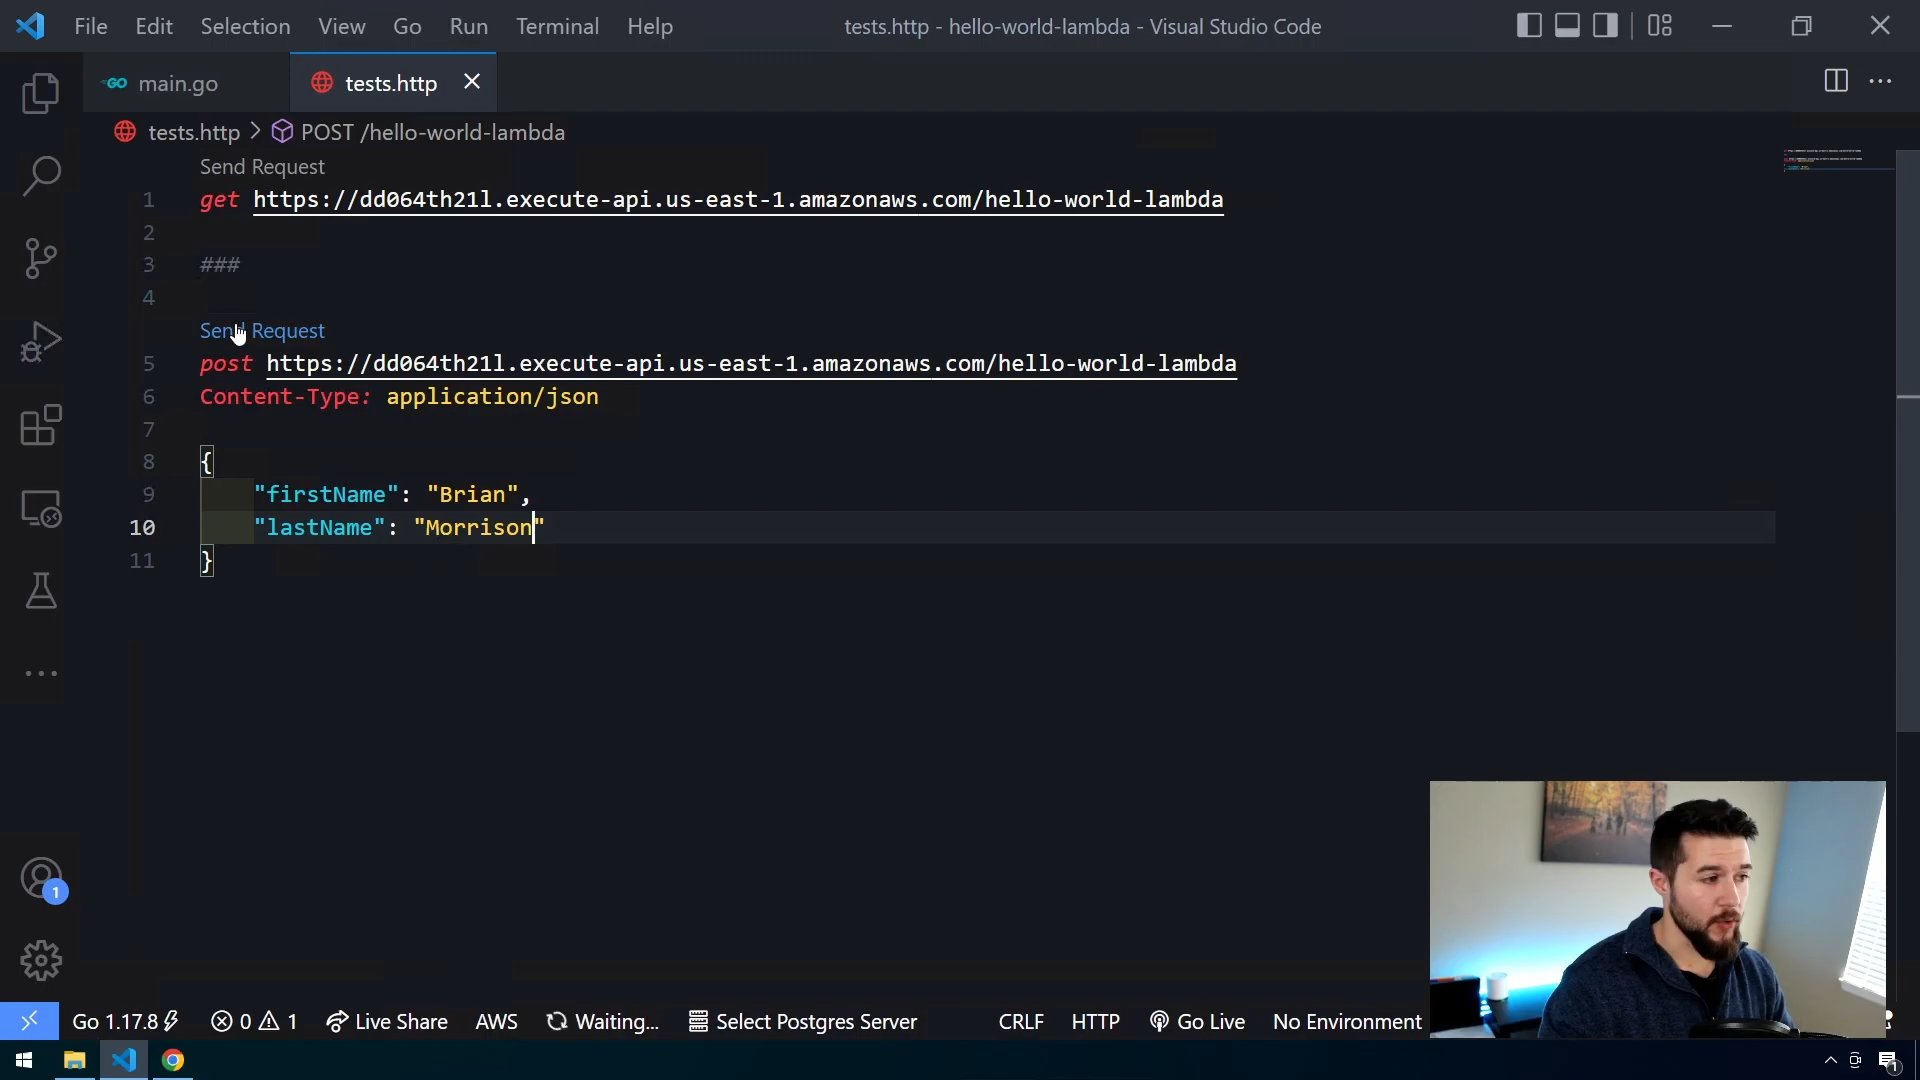 File Edit Selection View Go Run Terminal Help tests.http - hello-world-lambda - Visual Studio Code
GO main.go tests.http
tests.http > POST /hello-world-lambda
Send Request
1 get https://dd064th21l.execute-api.us-east-1.amazonaws.com/hello-world-lambda
2
3 ###
4
Send Request
5 post https://dd064th21l.execute-api.us-east-1.amazonaws.com/hello-world-lambda
6 Content-Type: application/json
7
8 {
9 "firstName": "Brian",
10 "lastName": "Morrison"
11 }
1
Go 1.17.8 0 1 Live Share AWS Waiting... Select Postgres Server CRLF HTTP Go Live No Environment
1